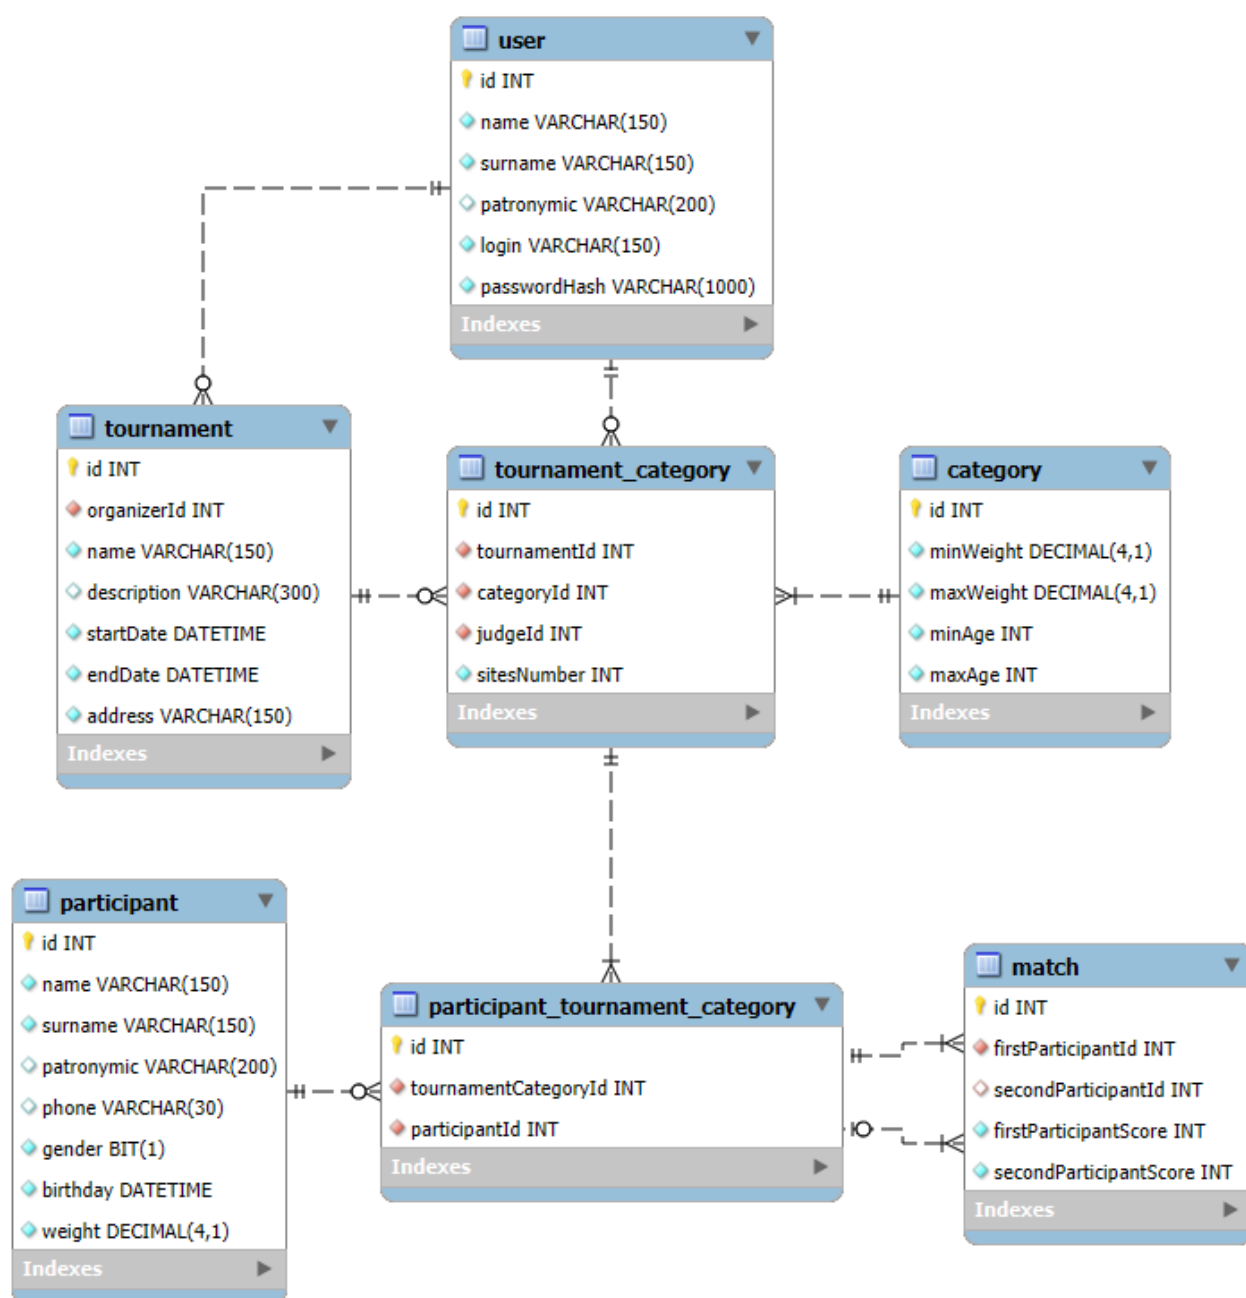 user
id INT
name VARCHAR(150)
surname VARCHAR(150)
patronymic VARCHAR(200)
login VARCHAR(150)
passwordHash VARCHAR(1000)
Indexes
tournament
id INT
organizerId INT
name VARCHAR(150)
description VARCHAR(300)
startDate DATETIME
endDate DATETIME
address VARCHAR(150)
Indexes
tournament_category
id INT
tournamentId INT
categoryId INT
judgeId INT
sitesNumber INT
Indexes
category
id INT
minWeight DECIMAL(4,1)
maxWeight DECIMAL(4,1)
minAge INT
maxAge INT
Indexes
participant
id INT
name VARCHAR(150)
surname VARCHAR(150)
patronymic VARCHAR(200)
phone VARCHAR(30)
gender BIT(1)
birthday DATETIME
weight DECIMAL(4,1)
Indexes
participant_tournament_category
id INT
tournamentCategoryId INT
participantId INT
Indexes
match
id INT
firstParticipantId INT
secondParticipantId INT
firstParticipantScore INT
secondParticipantScore INT
Indexes